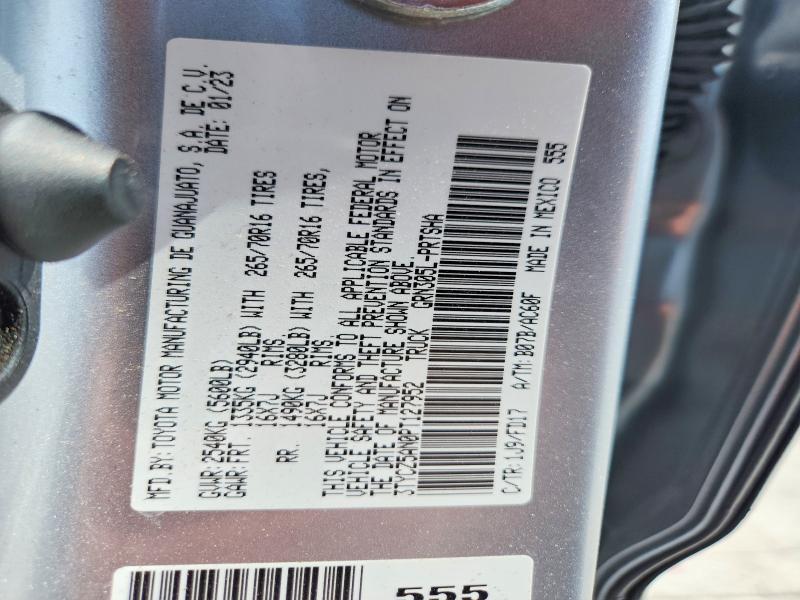 MFD.BY: TOYOTA MOTOR MANUFACTURING DE GUANAJUATO, S.A. DE C.V.
DATE: 01/23
GVWR: 2540KG (5600LB)
GAWR: FRT. 1335KG (2940LB) WITH 265/70R16 TIRES,
16X7J RIMS.
RR. 1490KG (3280LB) WITH 265/70R16 TIRES,
16X7J RIMS.
THIS VEHICLE CONFORMS TO ALL APPLICABLE FEDERAL MOTOR
VEHICLE SAFETY AND THEFT PREVENTION STANDARDS IN EFFECT ON
THE DATE OF MANUFACTURE SHOWN ABOVE.
3TYCZ5AN0PT127952 TRUCK GRN305L-PRTSHA
C/TR: 1J9/FD17 A/TM: B07B/AC60F MADE IN MEXICO 555
555